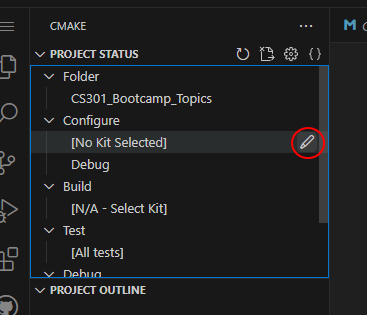 CMAKE
PROJECT STATUS
Folder
CS301_Bootcamp_Topics
Configure
[No Kit Selected]
Debug
Build
[N/A - Select Kit]
Test
[All tests]
Debug
PROJECT OUTLINE